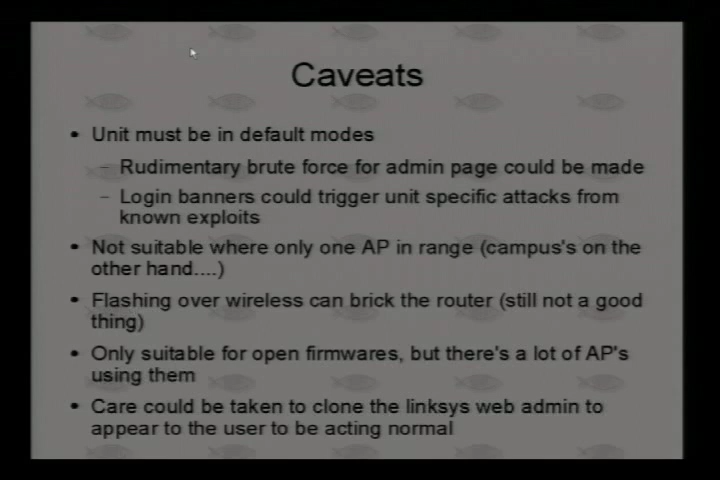 Caveats
• Unit must be in default modes
– Rudimentary brute force for admin page could be made
– Login banners could trigger unit specific attacks from
known exploits
• Not suitable where only one AP in range (campus's on the
other hand....)
• Flashing over wireless can brick the router (still not a good
thing)
• Only suitable for open firmwares, but there's a lot of AP's
using them
• Care could be taken to clone the linksys web admin to
appear to the user to be acting normal